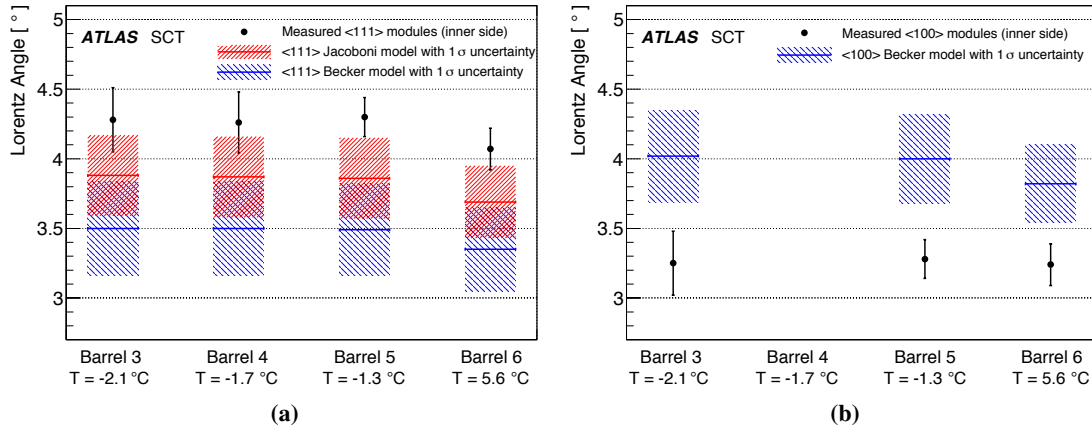 Lorentz Angle [ ° ]
5
4.5
4
3.5
3
ATLAS SCT
Measured <111> modules (inner side)
<111> Jacoboni model with 1 σ uncertainty
<111> Becker model with 1 σ uncertainty
Barrel 3 Barrel 4 Barrel 5 Barrel 6
T = -2.1 °C T = -1.7 °C T = -1.3 °C T = 5.6 °C
(a)
Lorentz Angle [ ° ]
5
4.5
4
3.5
3
ATLAS SCT
Measured <100> modules (inner side)
<100> Becker model with 1 σ uncertainty
Barrel 3 Barrel 4 Barrel 5 Barrel 6
T = -2.1 °C T = -1.7 °C T = -1.3 °C T = 5.6 °C
(b)